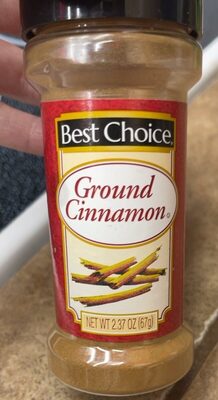 Best Choice®
Ground
Cinnamon
NET WT 2.37 OZ (67g)